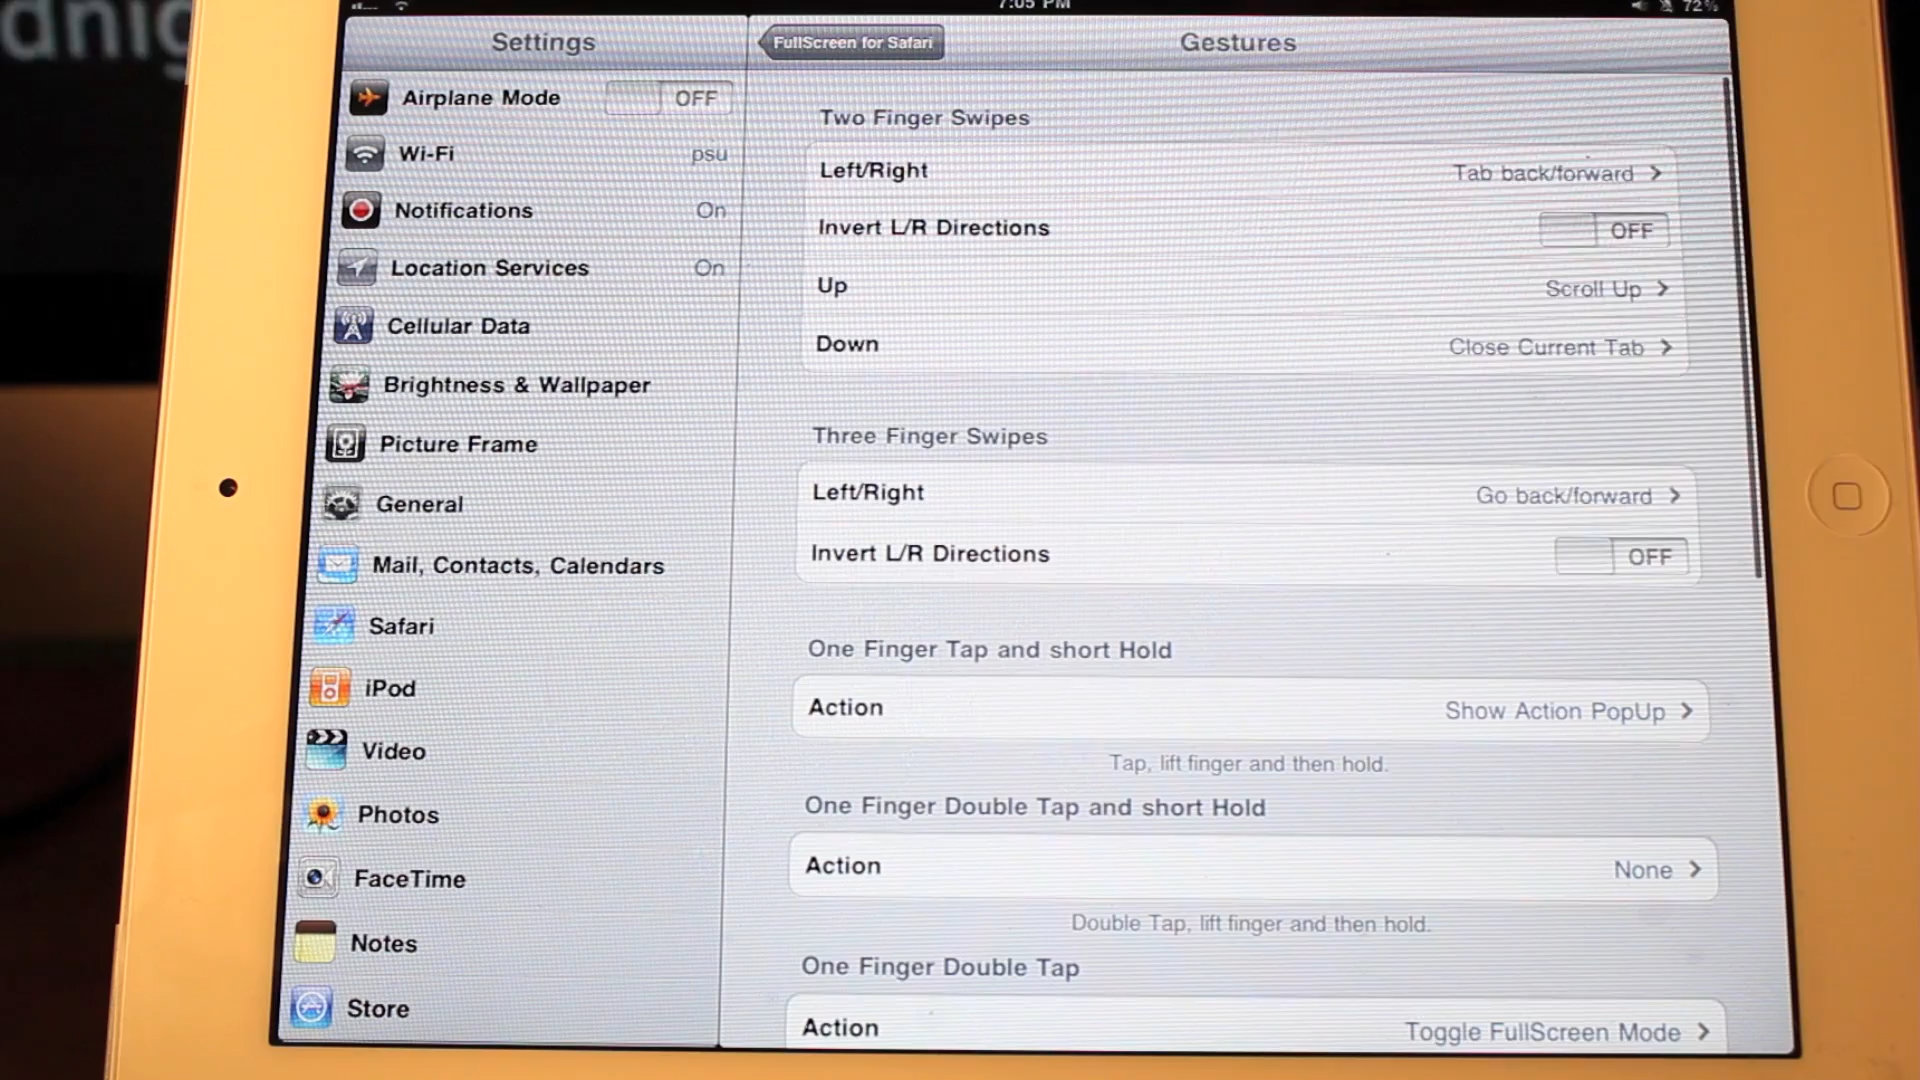 dnig
7:05 PM
72%
Settings
Airplane Mode OFF
Wi-Fi psu
Notifications On
Location Services On
Cellular Data
Brightness & Wallpaper
Picture Frame
General
Mail, Contacts, Calendars
Safari
iPod
Video
Photos
FaceTime
Notes
Store
FullScreen for Safari
Gestures
Two Finger Swipes
Left/Right Tab back/forward
Invert L/R Directions OFF
Up Scroll Up
Down Close Current Tab
Three Finger Swipes
Left/Right Go back/forward
Invert L/R Directions OFF
One Finger Tap and short Hold
Action Show Action PopUp
Tap, lift finger and then hold.
One Finger Double Tap and short Hold
Action None
Double Tap, lift finger and then hold.
One Finger Double Tap
Action Toggle FullScreen Mode